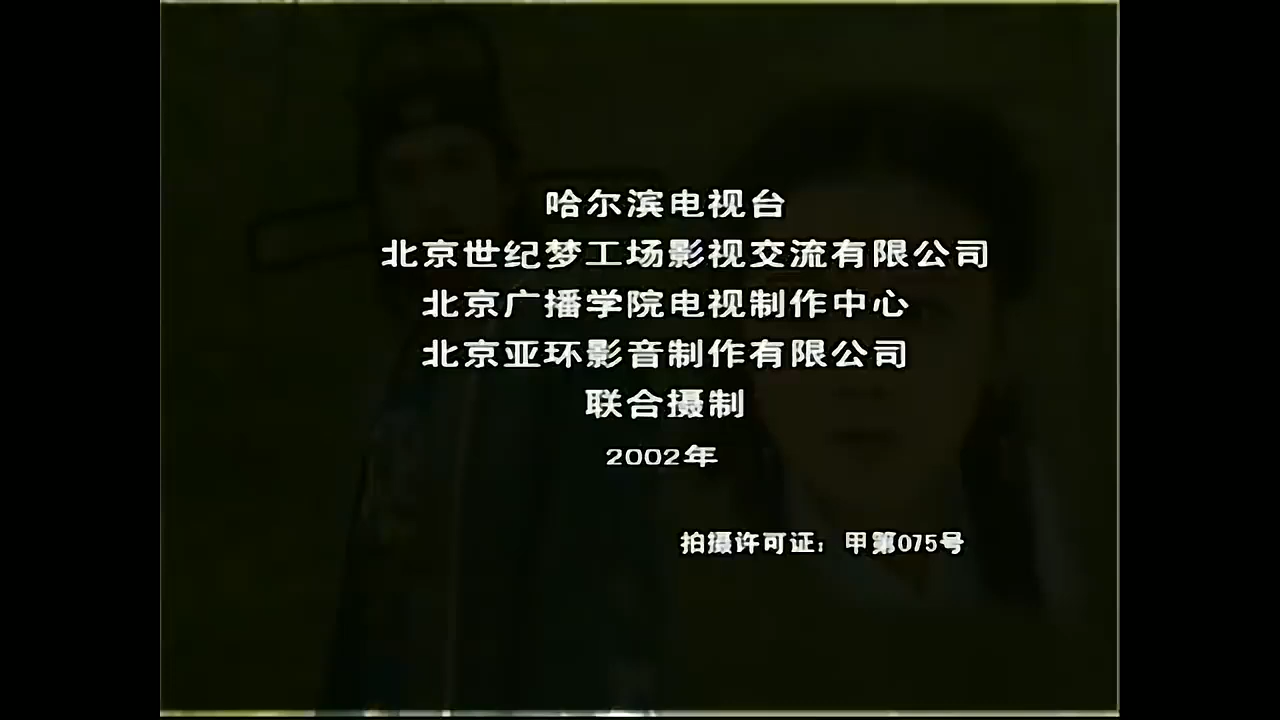 哈尔滨电视台
北京世纪梦工场影视交流有限公司
北京广播学院电视制作中心
北京亚环影音制作有限公司
联合摄制
2002年
拍摄许可证：甲第075号